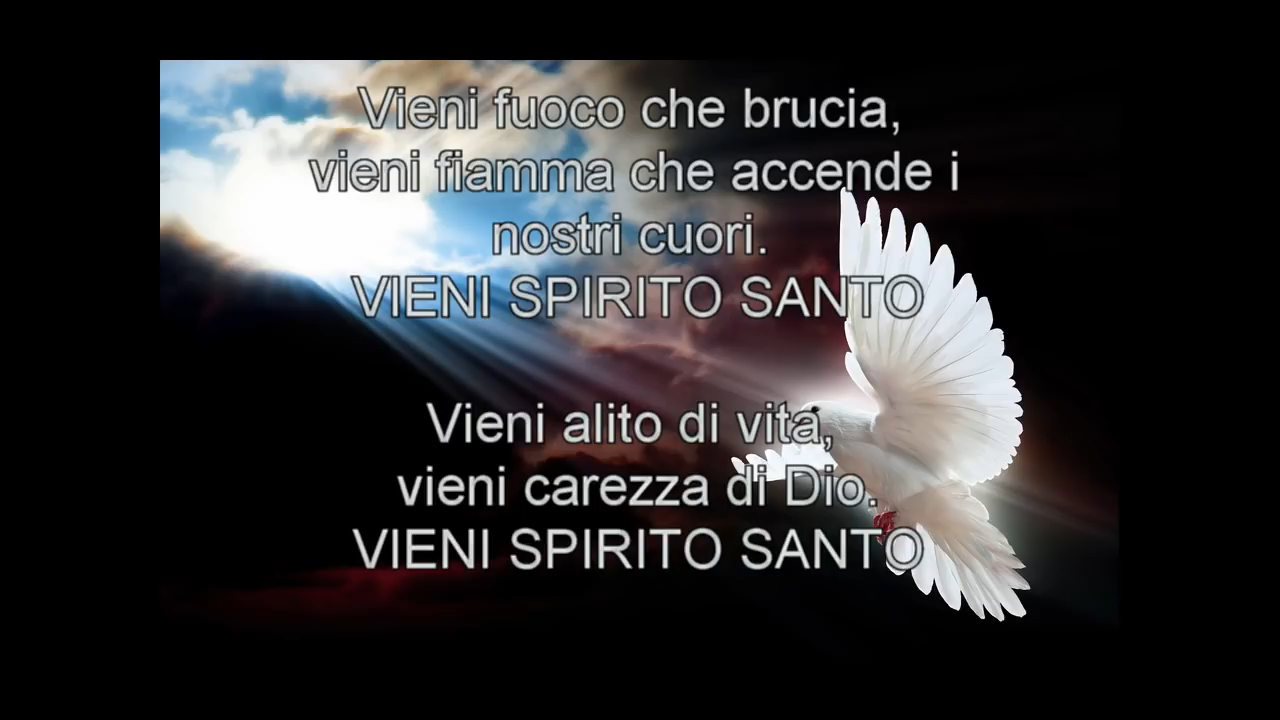 Vieni fuoco che brucia,
vieni fiamma che accende i
nostri cuori.
VIENI SPIRITO SANTO
Vieni alito di vita,
vieni carezza di Dio.
VIENI SPIRITO SANTO